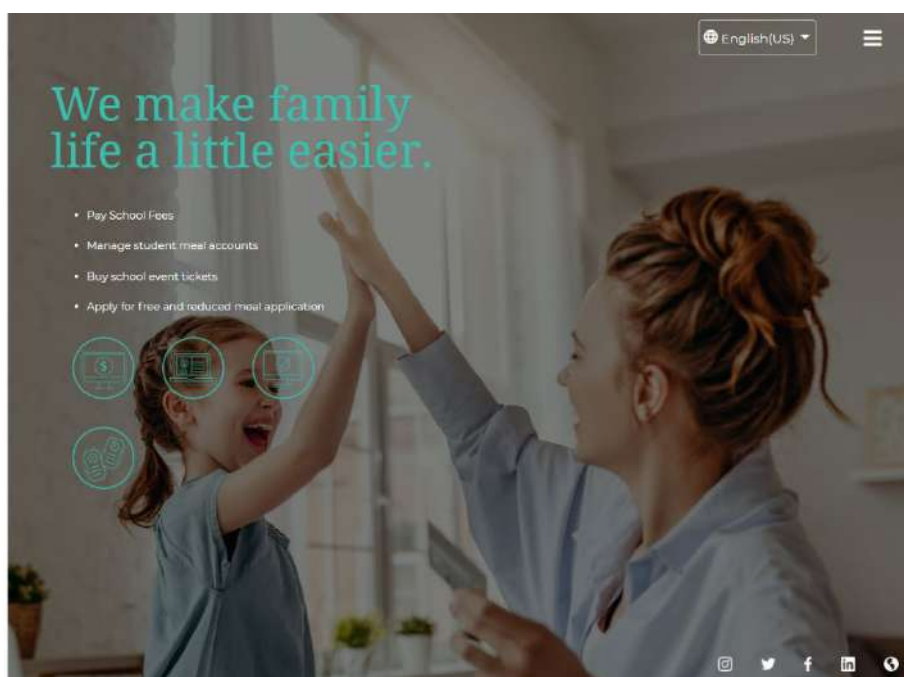 English(US)
We make family
life a little easier.
Pay School Fees
Manage student meal accounts
Buy school event tickets
Apply for free and reduced meal application